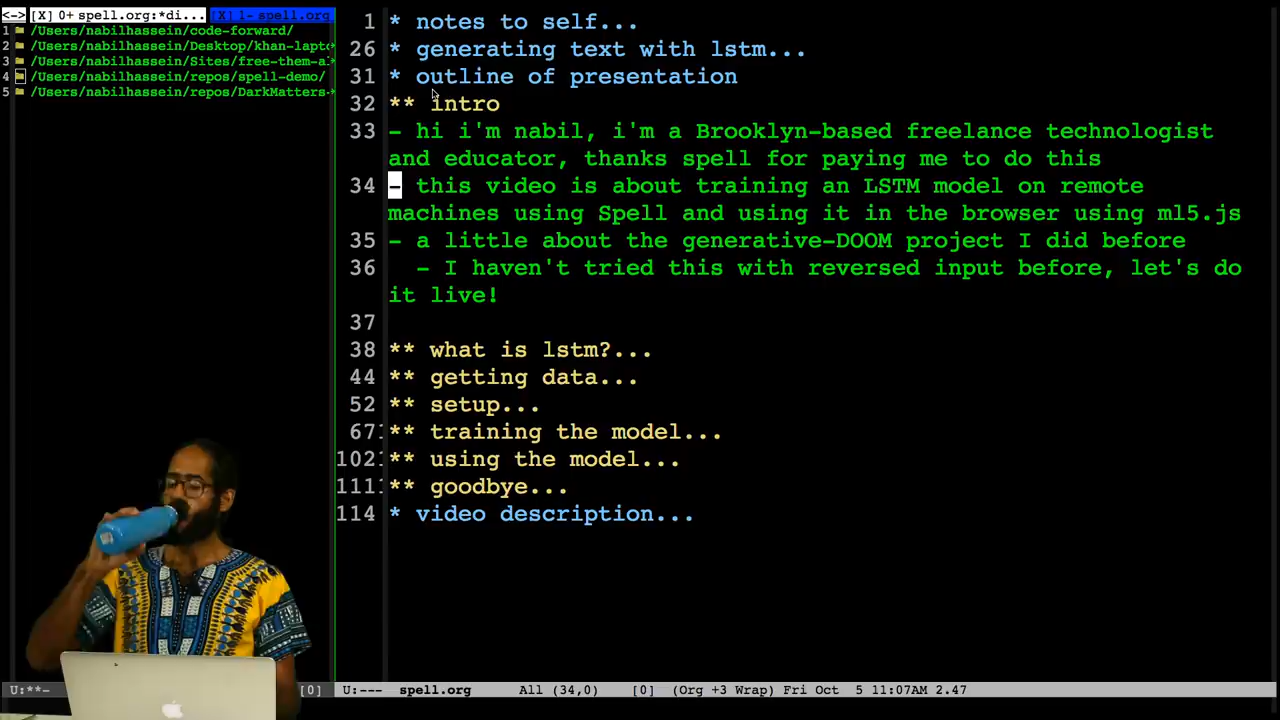 <-> [X] 0+ spell.org:*di... [X] 1- spell.org
1 /Users/nabilhassein/code-forward/
2 /Users/nabilhassein/Desktop/khan-lapt
3 /Users/nabilhassein/Sites/free-them-a
4 /Users/nabilhassein/repos/spell-demo/
5 /Users/nabilhassein/repos/DarkMatters-
1 * notes to self...
26 * generating text with lstm...
31 * outline of presentation
32 ** intro
33 - hi i'm nabil, i'm a Brooklyn-based freelance technologist
and educator, thanks spell for paying me to do this
34 - this video is about training an LSTM model on remote
machines using Spell and using it in the browser using ml5.js
35 - a little about the generative-DOOM project I did before
36 - I haven't tried this with reversed input before, let's do
it live!
37
38 ** what is lstm?...
44 ** getting data...
52 ** setup...
67 ** training the model...
102 ** using the model...
111 ** goodbye...
114 * video description...
U:**- [0] U:--- spell.org All (34,0) [0] (Org +3 Wrap) Fri Oct 5 11:07AM 2.47